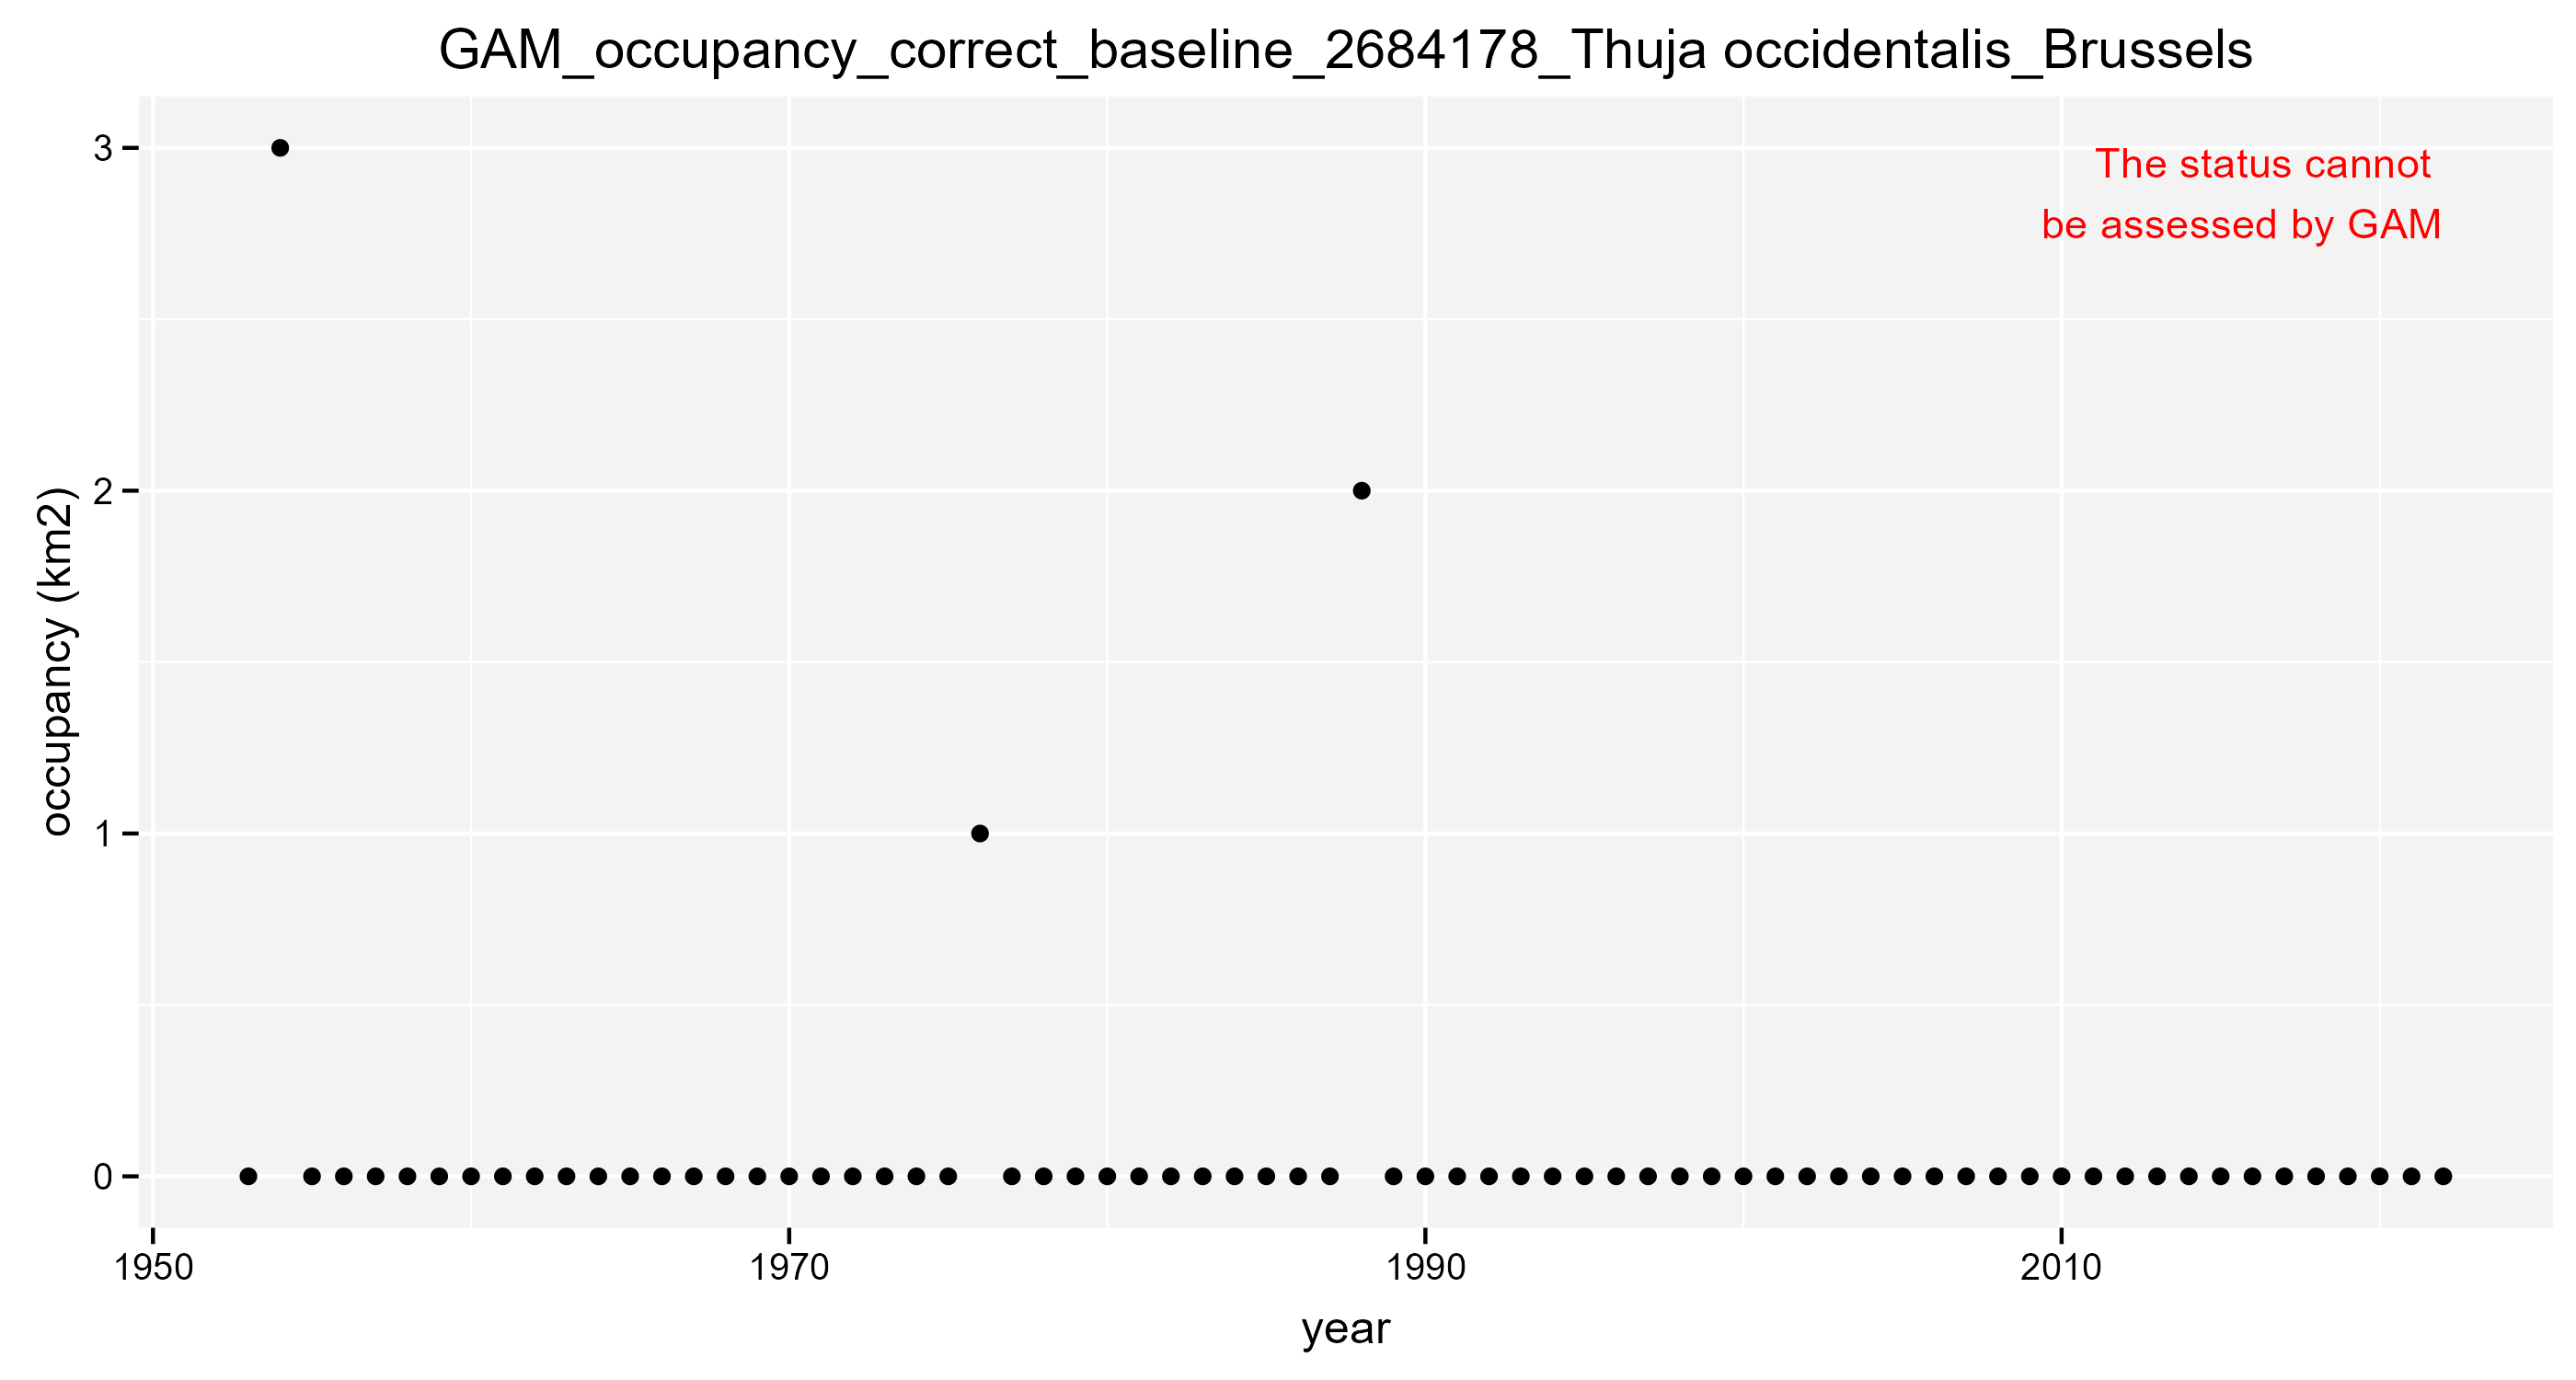 GAM_occupancy_correct_baseline_2684178_Thuja occidentalis_Brussels
3
The status cannot
be assessed by GAM
2
occupancy (km2)
1
0
1950 1970 1990 2010
year